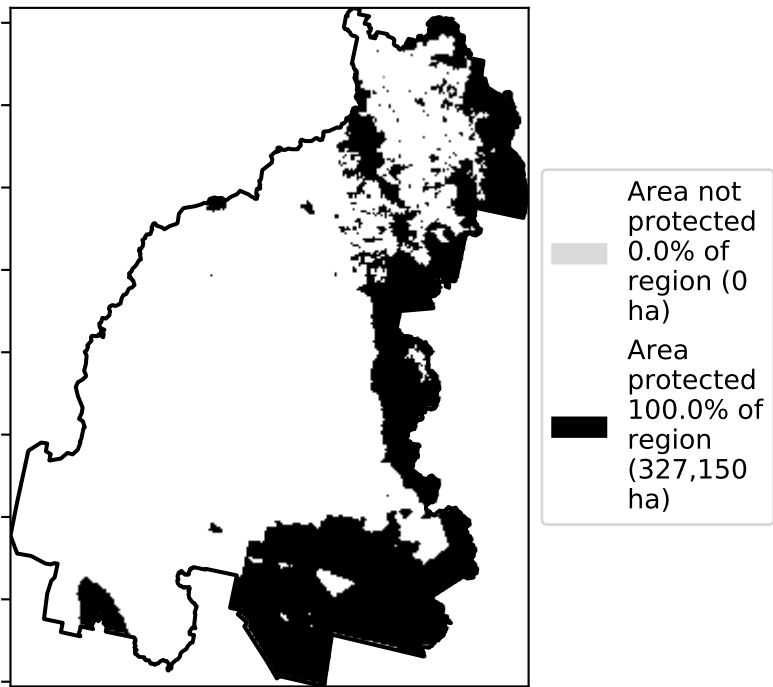 Area not
protected
0.0% of
region (0
ha)
Area
protected
100.0% of
region
(327,150
ha)